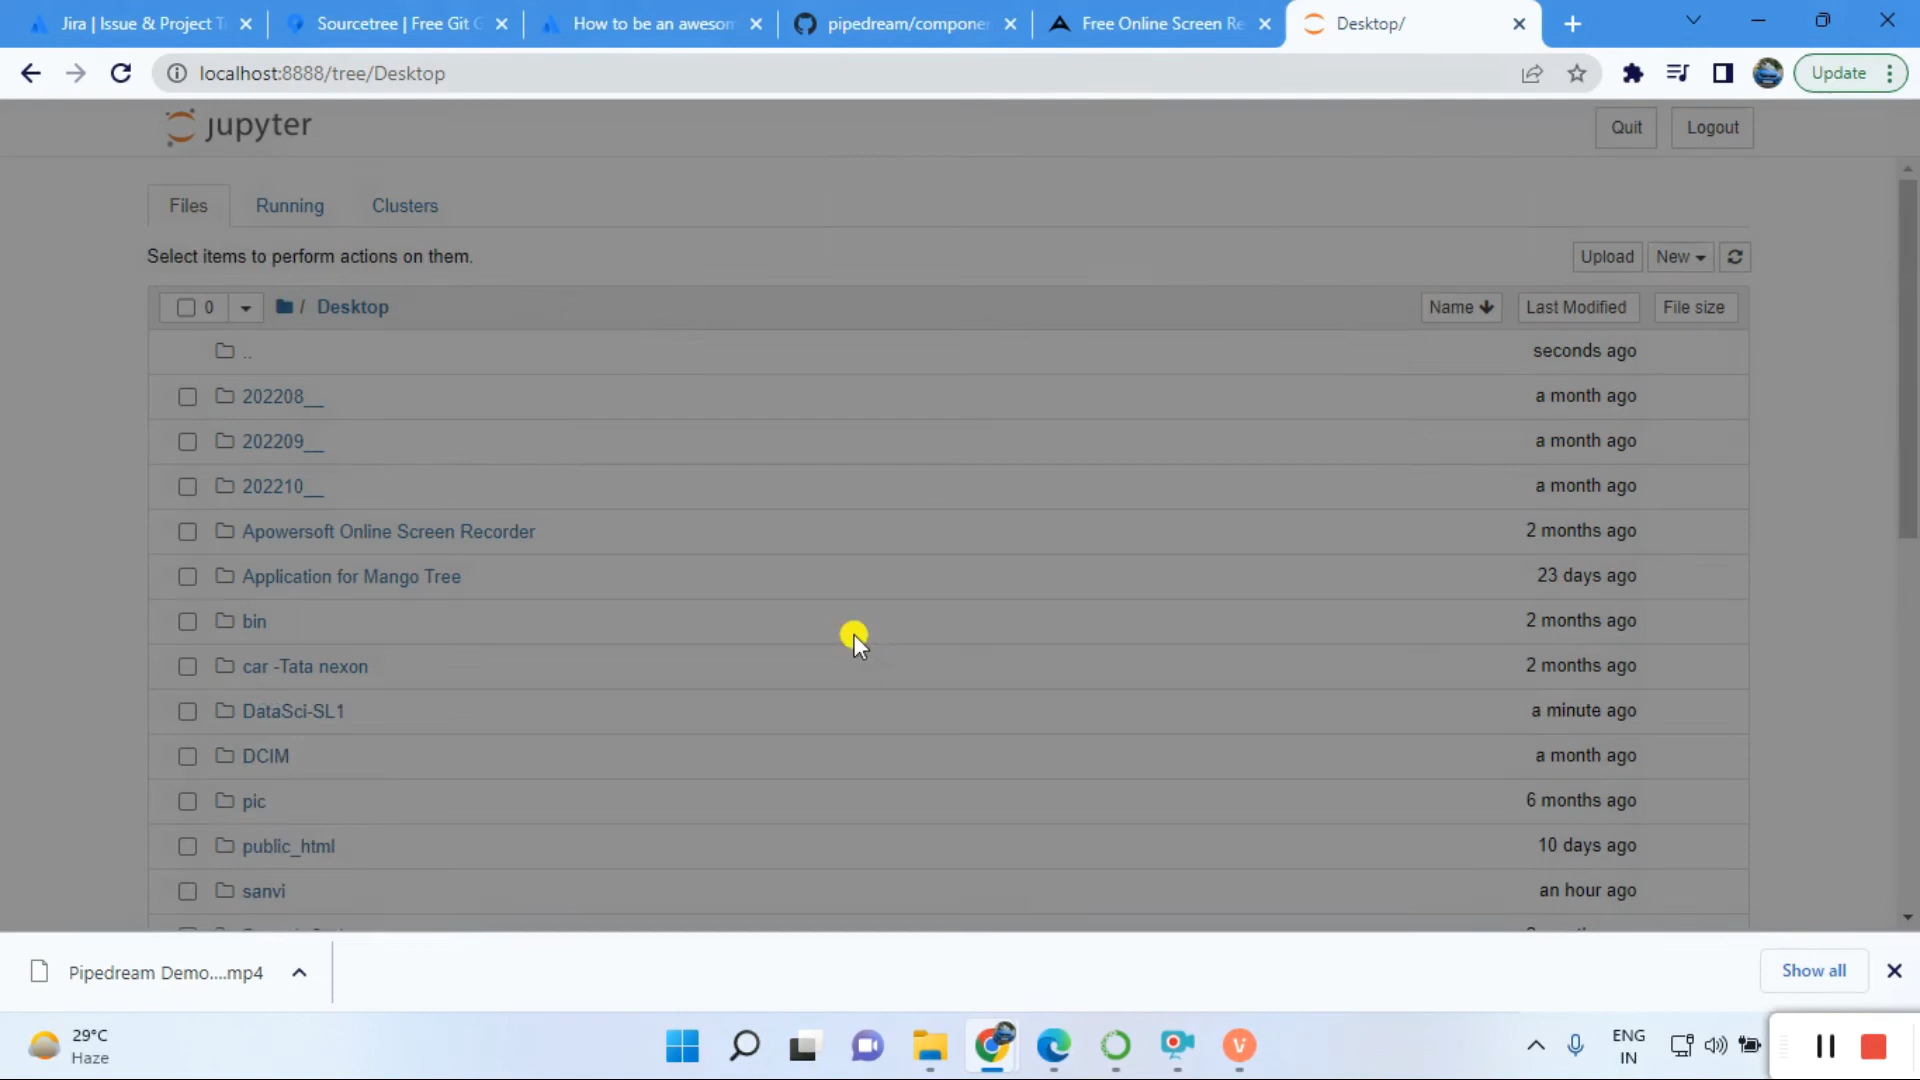 Jira | Issue & Project T
Sourcetree | Free Git G
How to be an awesom
pipedream/compone
Free Online Screen Re
Desktop/
localhost:8888/tree/Desktop
Update
jupyter
Quit
Logout
Files
Running
Clusters
Select items to perform actions on them.
Upload
New
0
/ Desktop
Name
Last Modified
File size
..
seconds ago
202208__
a month ago
202209__
a month ago
202210__
a month ago
Apowersoft Online Screen Recorder
2 months ago
Application for Mango Tree
23 days ago
bin
2 months ago
car -Tata nexon
2 months ago
DataSci-SL1
a minute ago
DCIM
a month ago
pic
6 months ago
public_html
10 days ago
sanvi
an hour ago
Pipedream Demo....mp4
Show all
29°C
Haze
ENG
IN